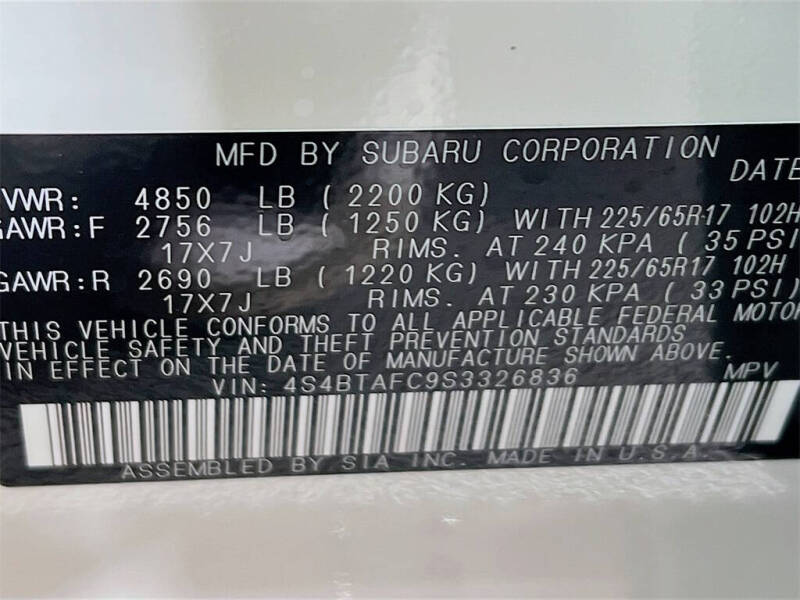 MFD BY SUBARU CORPORATION DATE
VWR: 4850 LB ( 2200 KG)
GAWR:F 2756 LB ( 1250 KG) WITH 225/65R17 102H
17X7J RIMS. AT 240 KPA ( 35 PSI
GAWR:R 2690 LB ( 1220 KG) WITH 225/65R17 102H
17X7J RIMS. AT 230 KPA ( 33 PSI)
THIS VEHICLE CONFORMS TO ALL APPLICABLE FEDERAL MOTOR
VEHICLE SAFETY AND THEFT PREVENTION STANDARDS
IN EFFECT ON THE DATE OF MANUFACTURE SHOWN ABOVE.
VIN: 4S4BTAFC9S3326836 MPV
ASSEMBLED BY SIA INC. MADE IN U.S.A.